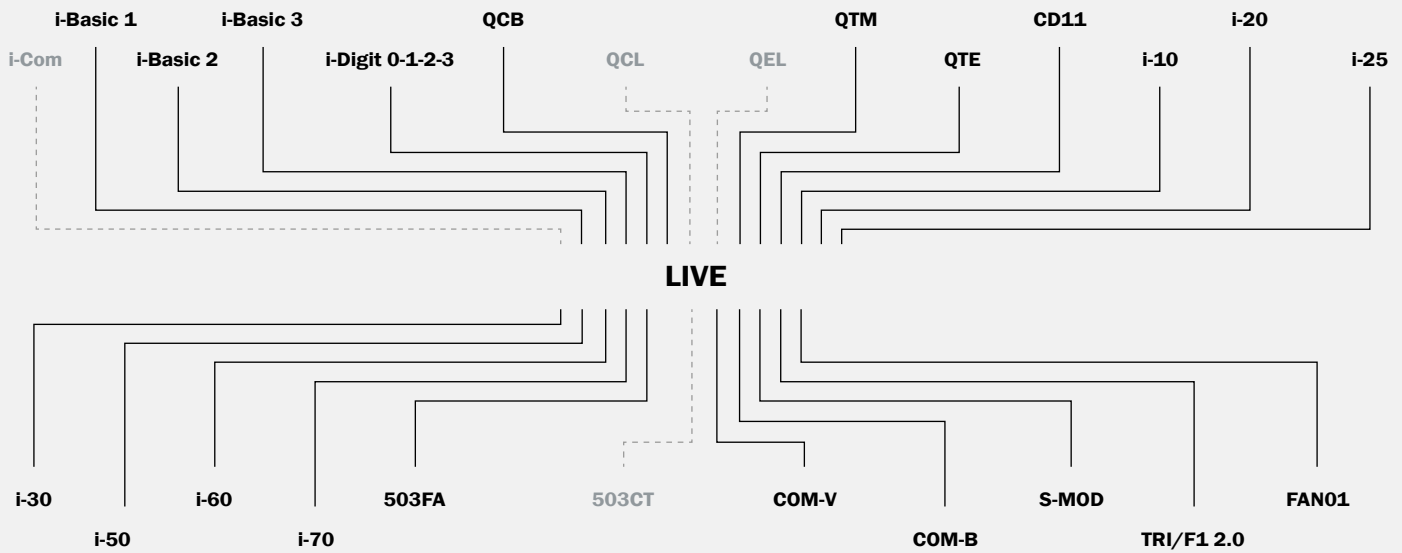 i-Basic 1 i-Basic 3 QCB QTM CD11 i-20
i-Com i-Basic 2 i-Digit 0-1-2-3 QCL QEL QTE i-10 i-25
LIVE
i-30 i-60 503FA 503CT COM-V S-MOD FAN01
i-50 i-70 COM-B TRI/F1 2.0